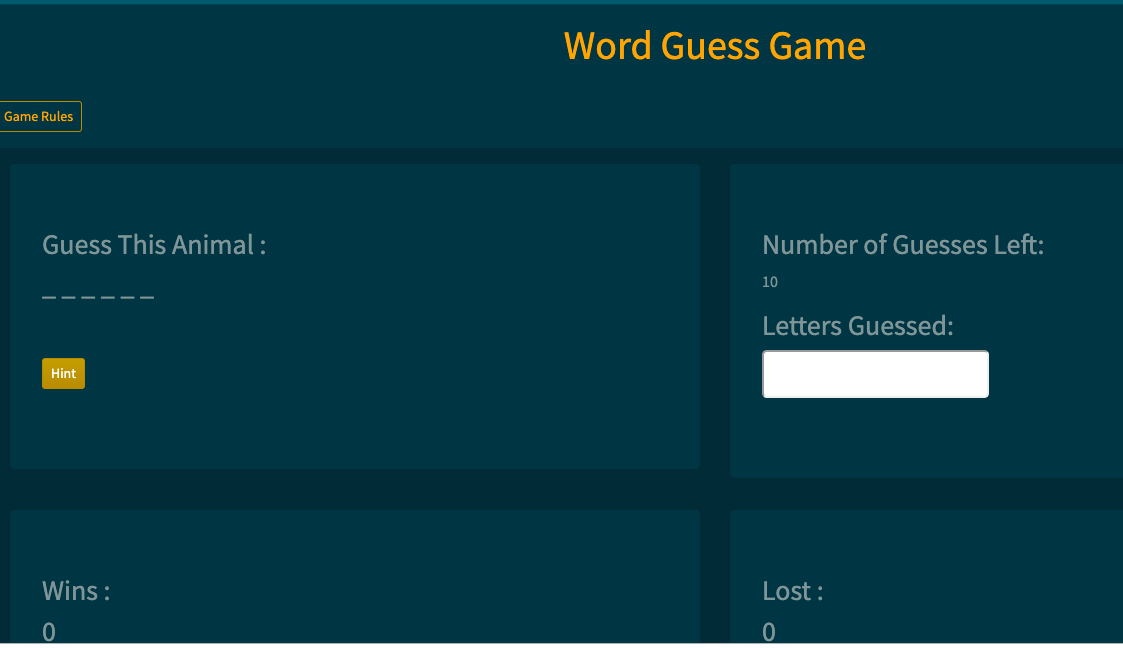 Word Guess Game
Game Rules
Guess This Animal :
_ _ _ _ _ _
Hint
Number of Guesses Left:
10
Letters Guessed:
Wins :
0
Lost :
0